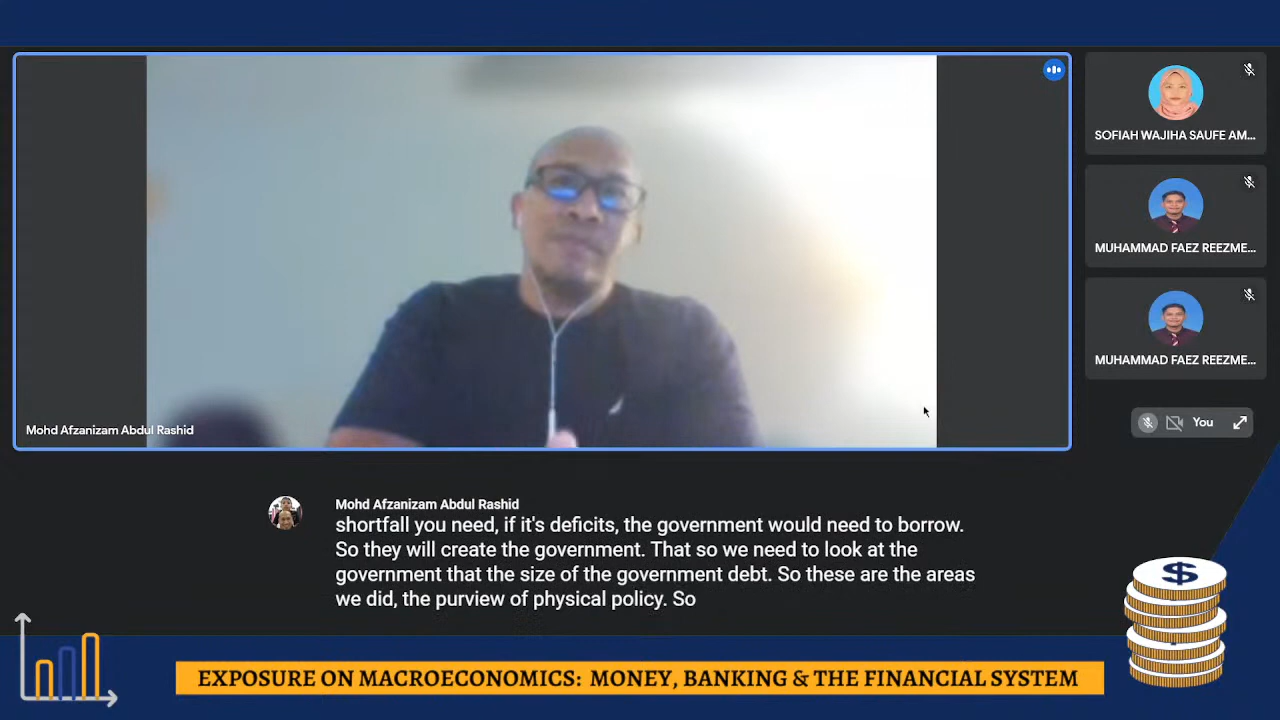 SOFIAH WAJIHA SAUFE AM...
MUHAMMAD FAEZ REEZME...
MUHAMMAD FAEZ REEZME...
You
Mohd Afzanizam Abdul Rashid
Mohd Afzanizam Abdul Rashid
shortfall you need, if it's deficits, the government would need to borrow.
So they will create the government. That so we need to look at the
government that the size of the government debt. So these are the areas
we did, the purview of physical policy. So
$
EXPOSURE ON MACROECONOMICS: MONEY, BANKING & THE FINANCIAL SYSTEM